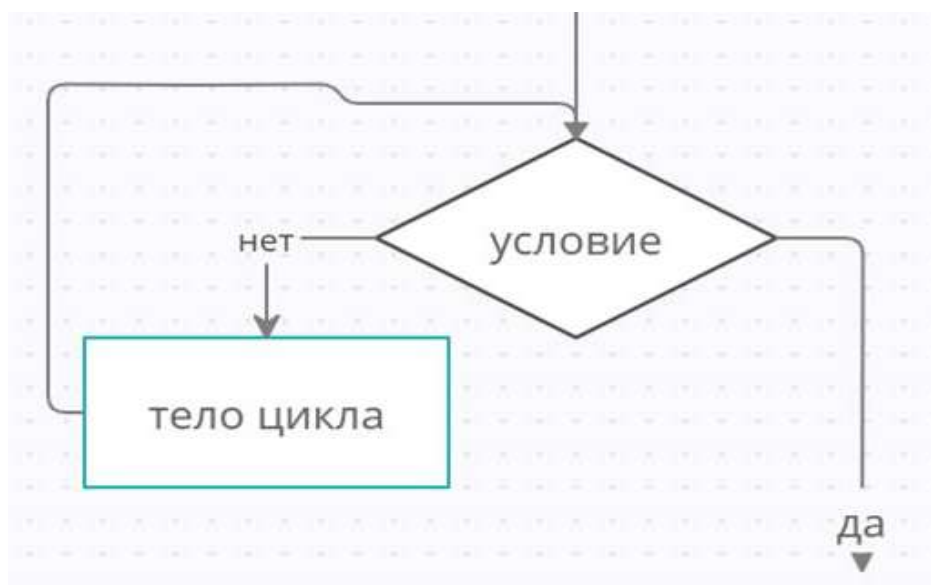 нет
условие
тело цикла
да